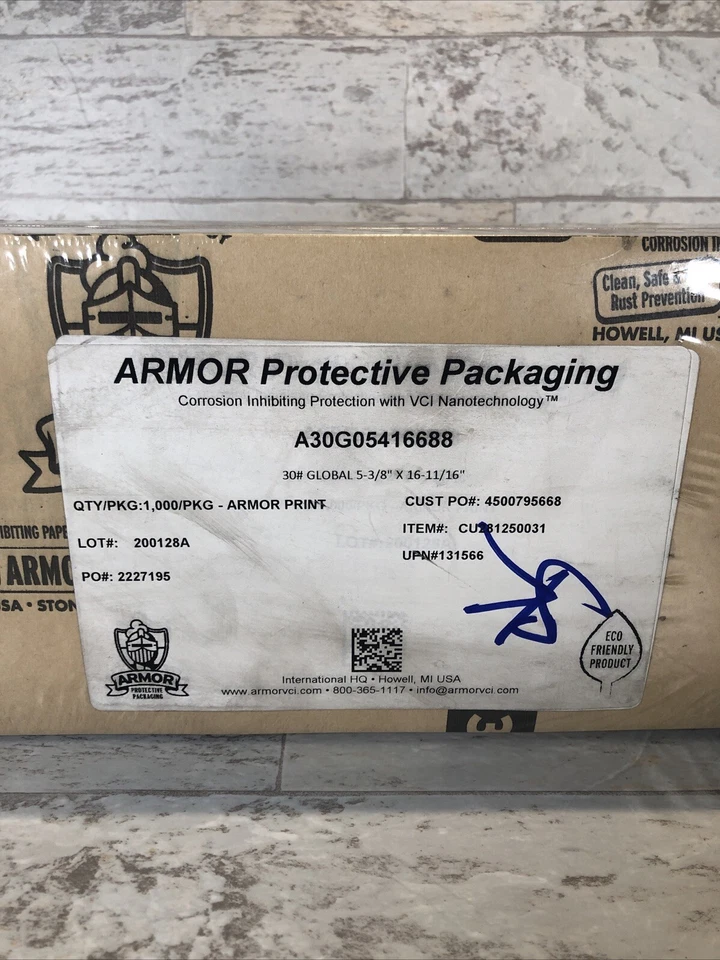 CORROSION
Clean, Safe
Rust Prevention
HOWELL, MI US
ARMOR Protective Packaging
Corrosion Inhibiting Protection with VCI Nanotechnology™
A30G05416688
30# GLOBAL 5-3/8" X 16-11/16"
QTY/PKG:1,000/PKG - ARMOR PRINT
CUST PO#: 4500795668
ITEM#: CU281250031
LOT#: 200128A
UPN#131566
PO#: 2227195
IBITING PAPE
ARMO
SA • STON
ECO
FRIENDLY
PRODUCT
ARMOR
PROTECTIVE
PACKAGING
International HQ • Howell, MI USA
www.armorvci.com • 800-365-1117 • info@armorvci.com